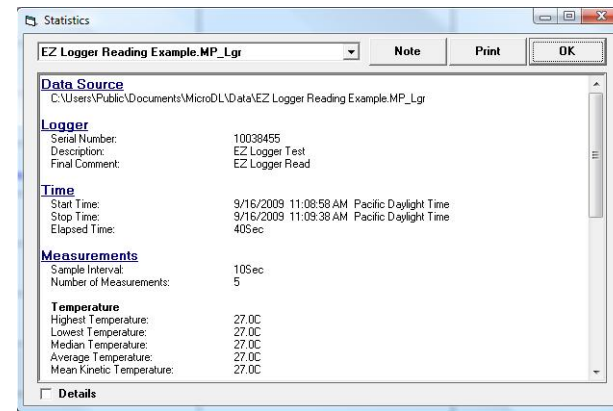 Statistics
EZ Logger Reading Example.MP_Lgr Note Print OK
Data Source
C:\Users\Public\Documents\MicroDL\Data\EZ Logger Reading Example.MP_Lgr
Logger
Serial Number: 10038455
Description: EZ Logger Test
Final Comment: EZ Logger Read
Time
Start Time: 9/16/2009 11:08:58 AM Pacific Daylight Time
Stop Time: 9/16/2009 11:09:38 AM Pacific Daylight Time
Elapsed Time: 40Sec
Measurements
Sample Interval: 10Sec
Number of Measurements: 5
Temperature
Highest Temperature: 27.0C
Lowest Temperature: 27.0C
Median Temperature: 27.0C
Average Temperature: 27.0C
Mean Kinetic Temperature: 27.0C
Details